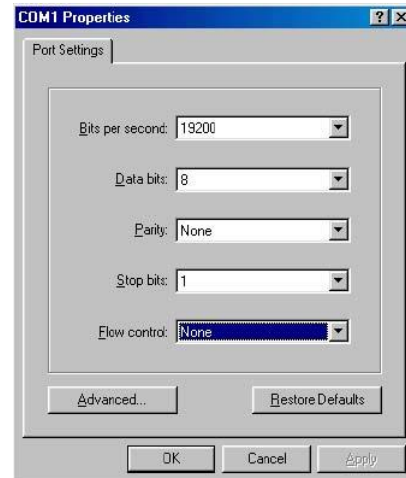 COM1 Properties
Port Settings
Bits per second: 19200
Data bits: 8
Parity: None
Stop bits: 1
Flow control: None
Advanced... Restore Defaults
OK Cancel Apply